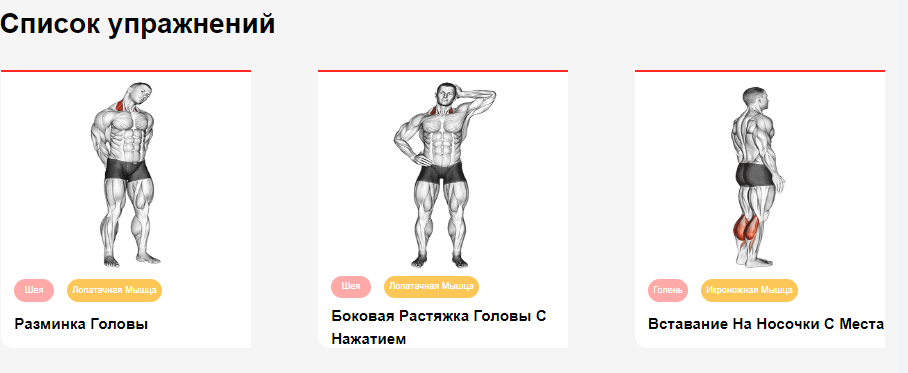 Список упражнений
Шея
Лопатачная Мышца
Разминка Головы
Шея
Лопатачная Мышца
Боковая Растяжка Головы С
Нажатием
Голень
Икроножная Мышца
Вставание На Носочки С Места